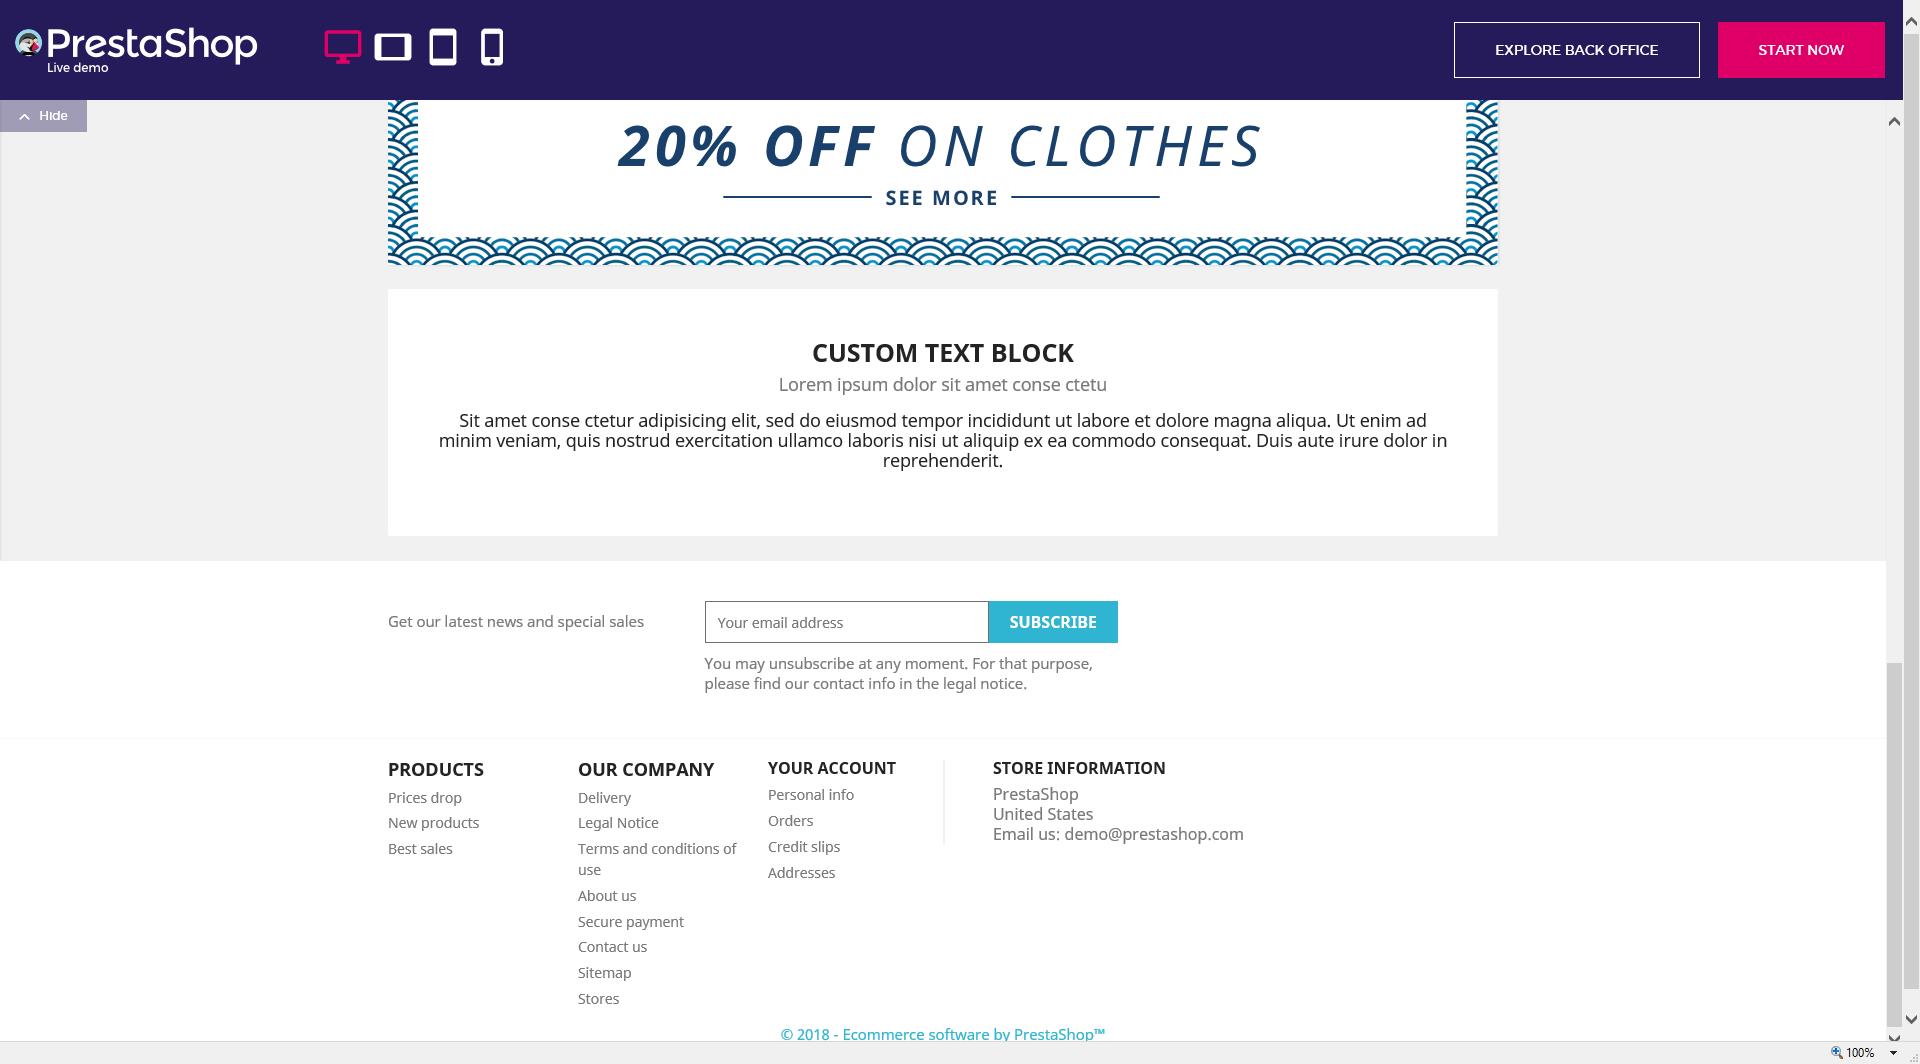 PrestaShop
Live demo
EXPLORE BACK OFFICE
START NOW
Hide
20% OFF ON CLOTHES
SEE MORE
CUSTOM TEXT BLOCK
Lorem ipsum dolor sit amet conse ctetu
Sit amet conse ctetur adipisicing elit, sed do eiusmod tempor incididunt ut labore et dolore magna aliqua. Ut enim ad
minim veniam, quis nostrud exercitation ullamco laboris nisi ut aliquip ex ea commodo consequat. Duis aute irure dolor in
reprehenderit.
Get our latest news and special sales
Your email address
SUBSCRIBE
You may unsubscribe at any moment. For that purpose,
please find our contact info in the legal notice.
PRODUCTS
Prices drop
New products
Best sales
OUR COMPANY
Delivery
Legal Notice
Terms and conditions of
use
About us
Secure payment
Contact us
Sitemap
Stores
YOUR ACCOUNT
Personal info
Orders
Credit slips
Addresses
STORE INFORMATION
PrestaShop
United States
Email us: demo@prestashop.com
© 2018 - Ecommerce software by PrestaShop™
100%